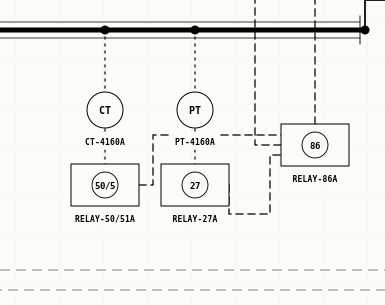 CT
PT
CT-4160A
PT-4160A
86
50/5
27
RELAY-86A
RELAY-50/51A
RELAY-27A